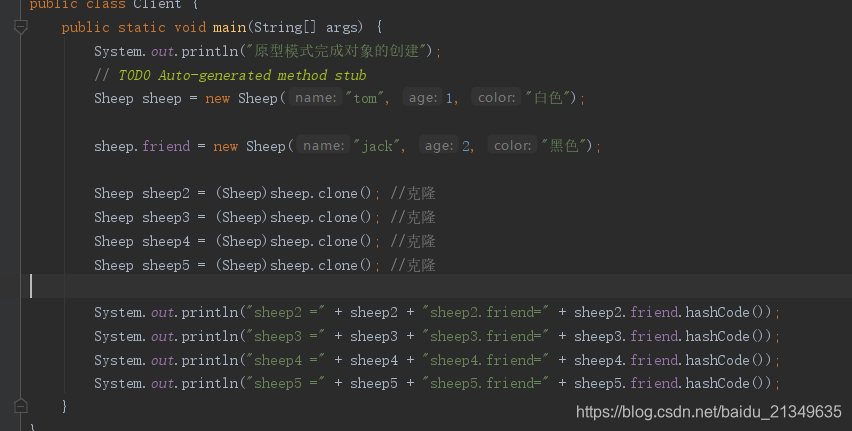 public class Client {
public static void main(String[] args) {
System.out.println("原型模式完成对象的创建");
// TODO Auto-generated method stub
Sheep sheep = new Sheep( name: "tom", age: 1, color: "白色");
sheep.friend = new Sheep( name: "jack", age: 2, color: "黑色");
Sheep sheep2 = (Sheep)sheep.clone(); //克隆
Sheep sheep3 = (Sheep)sheep.clone(); //克隆
Sheep sheep4 = (Sheep)sheep.clone(); //克隆
Sheep sheep5 = (Sheep)sheep.clone(); //克隆
System.out.println("sheep2 =" + sheep2 + "sheep2.friend=" + sheep2.friend.hashCode());
System.out.println("sheep3 =" + sheep3 + "sheep3.friend=" + sheep3.friend.hashCode());
System.out.println("sheep4 =" + sheep4 + "sheep4.friend=" + sheep4.friend.hashCode());
System.out.println("sheep5 =" + sheep5 + "sheep5.friend=" + sheep5.friend.hashCode());
}
}
https://blog.csdn.net/baidu_21349635